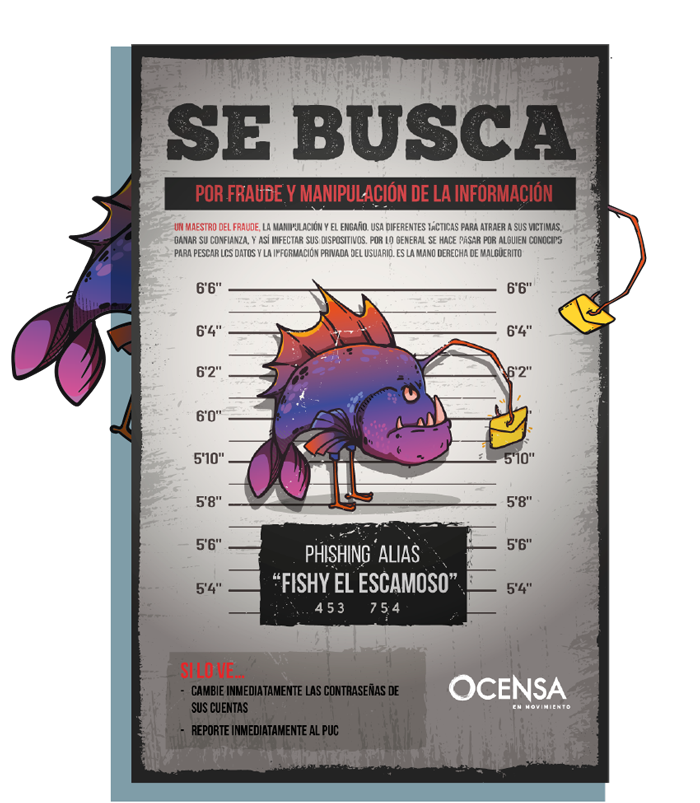 SE BUSCA
POR FRAUDE Y MANIPULACIÓN DE LA INFORMACIÓN
UN MAESTRO DEL FRAUDE, LA MANIPULACIÓN Y EL ENGAÑO. USA DIFERENTES TÁCTICAS PARA ATRAER A SUS VICTIMAS,
GANAR SU CONFIANZA, Y ASÍ INFECTAR SUS DISPOSITIVOS. POR LO GENERAL SE HACE PASAR POR ALGUIEN CONOCIDO
PARA PESCAR LOS DATOS Y LA INFORMACIÓN PRIVADA DEL USUARIO. ES LA MANO DERECHA DE MALGÜERITO
6'6" 6'6"
6'4" 6'4"
6'2" 6'2"
6'0"
5'10" 5'10"
5'8" 5'8"
5'6" 5'6"
5'4" 5'4"
PHISHING ALIAS
"FISHY EL ESCAMOSO"
453 754
SI LO VE...
- CAMBIE INMEDIATAMENTE LAS CONTRASEÑAS DE
SUS CUENTAS
- REPORTE INMEDIATAMENTE AL PUC
OCENSA
EN MOVIMIENTO